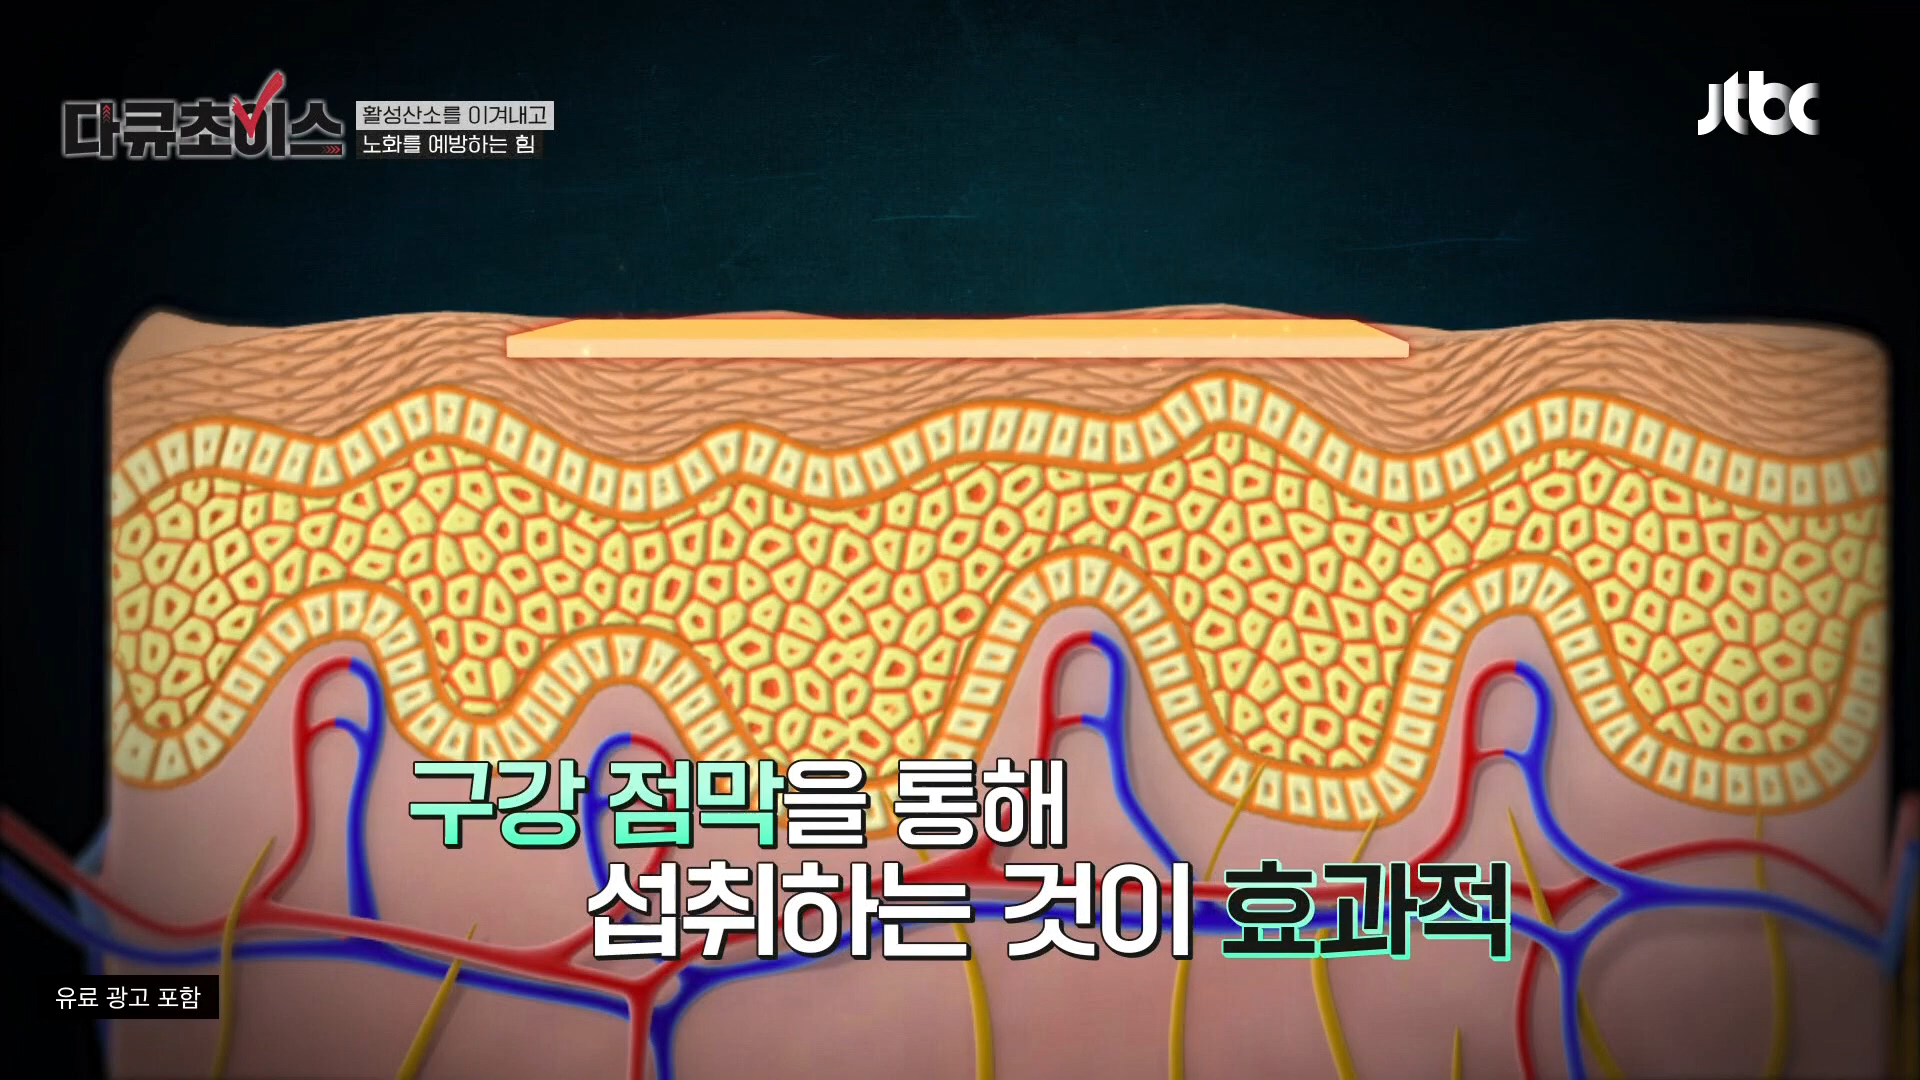 다큐초이스
활성산소를 이겨내고
노화를 예방하는 힘
jtbc
구강 점막을 통해
섭취하는 것이 효과적
유료 광고 포함